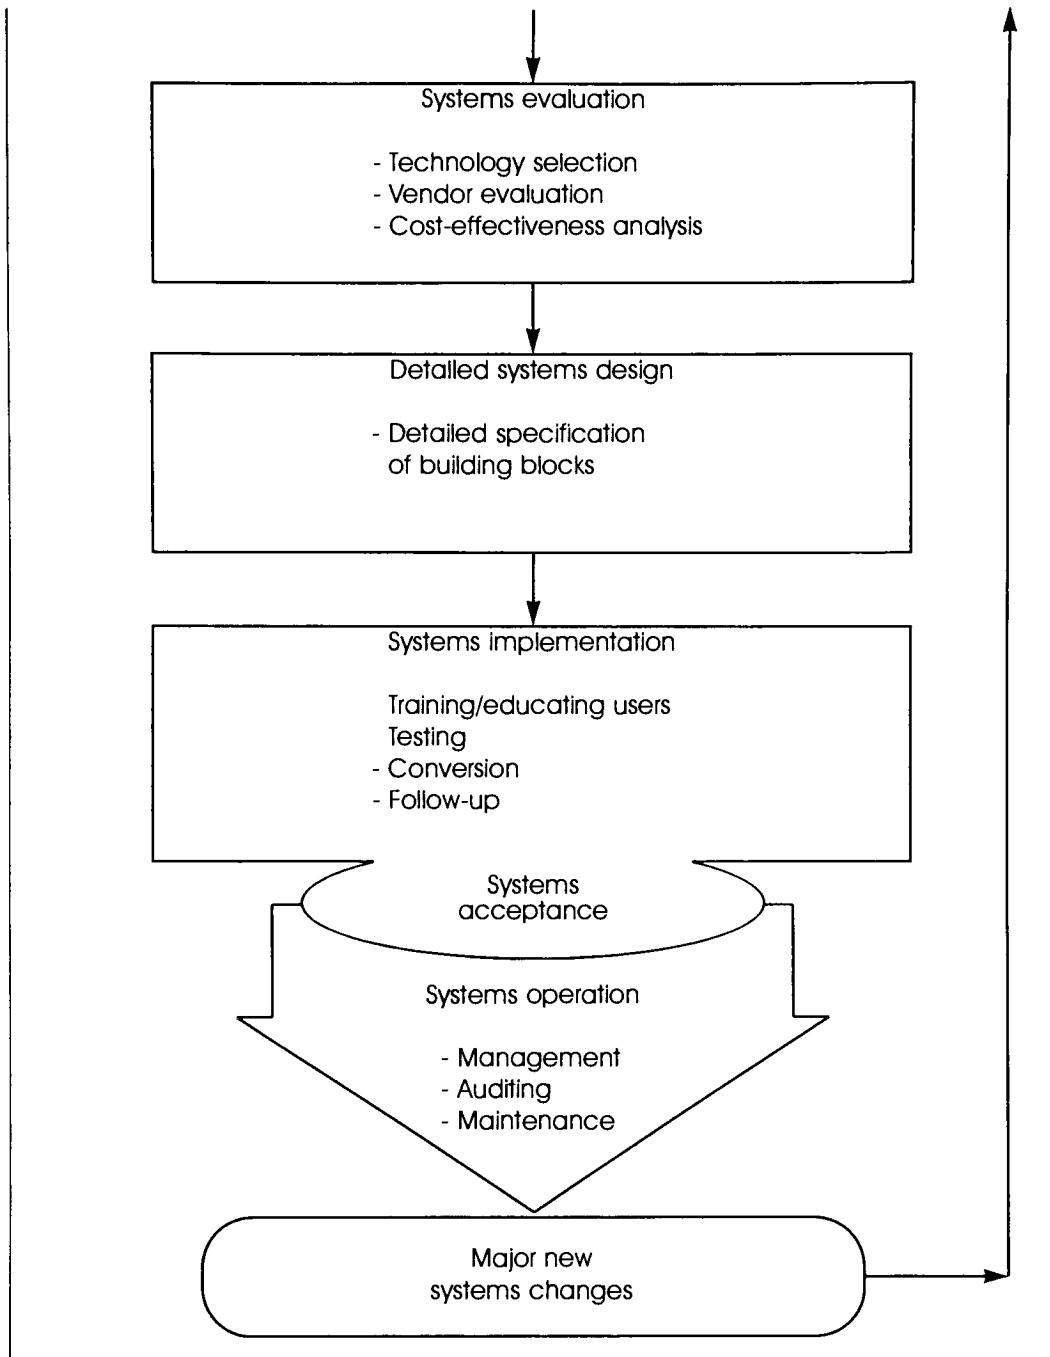 Systems evaluation
- Technology selection
- Vendor evaluation
- Cost-effectiveness analysis
Detailed systems design
- Detailed specification
of building blocks
Systems implementation
Training/educating users
Testing
- Conversion
- Follow-up
Systems
acceptance
Systems operation
- Management
- Auditing
- Maintenance
Major new
systems changes